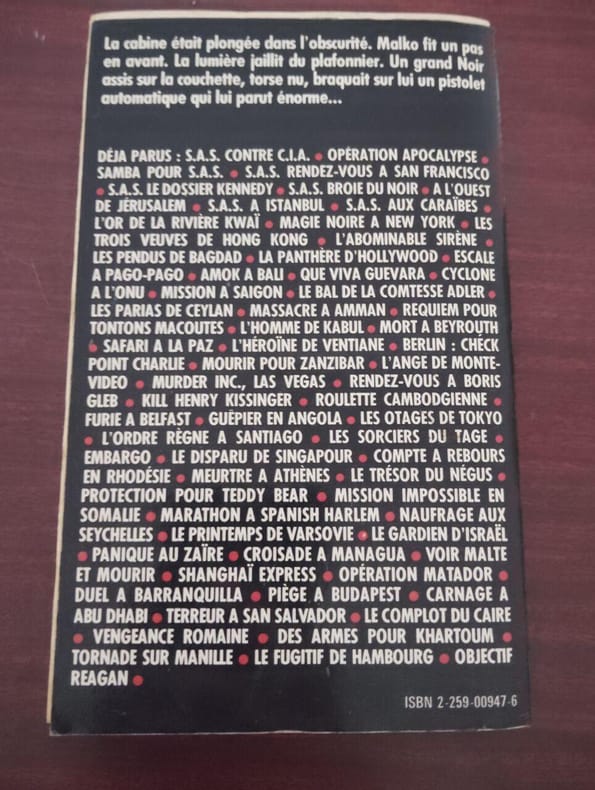 La cabine était plongée dans l'obscurité. Malko fit un pas
en avant. La lumière jaillit du plafonnier. Un grand Noir
assis sur la couchette, torse nu, braquait sur lui un pistolet
automatique qui lui parut énorme...
DÉJA PARUS : S.A.S. CONTRE C.I.A. ● OPÉRATION APOCALYPSE ●
SAMBA POUR S.A.S. ● S.A.S. RENDEZ-VOUS A SAN FRANCISCO
● S.A.S. LE DOSSIER KENNEDY ● S.A.S. BROIE DU NOIR ● A L'OUEST
DE JÉRUSALEM ● S.A.S. A ISTANBUL ● S.A.S. AUX CARAÏBES ●
L'OR DE LA RIVIÈRE KWAÏ ● MAGIE NOIRE A NEW YORK ● LES
TROIS VEUVES DE HONG KONG ● L'ABOMINABLE SIRÈNE ●
LES PENDUS DE BAGDAD ● LA PANTHÈRE D'HOLLYWOOD ● ESCALE
A PAGO-PAGO ● AMOK A BALI ● QUE VIVA GUEVARA ● CYCLONE
A L'ONU ● MISSION A SAIGON ● LE BAL DE LA COMTESSE ADLER ●
LES PARIAS DE CEYLAN ● MASSACRE A AMMAN ● REQUIEM POUR
TONTONS MACOUTES ● L'HOMME DE KABUL ● MORT A BEYROUTH
● SAFARI A LA PAZ ● L'HÉROÏNE DE VENTIANE ● BERLIN : CHECK
POINT CHARLIE ● MOURIR POUR ZANZIBAR ● L'ANGE DE MONTE-
VIDEO ● MURDER INC., LAS VEGAS ● RENDEZ-VOUS A BORIS
GLEB ● KILL HENRY KISSINGER ● ROULETTE CAMBODGIENNE ●
FURIE A BELFAST ● GUÊPIER EN ANGOLA ● LES OTAGES DE TOKYO
● L'ORDRE RÈGNE A SANTIAGO ● LES SORCIERS DU TAGE ●
EMBARGO ● LE DISPARU DE SINGAPOUR ● COMPTE A REBOURS
EN RHODÉSIE ● MEURTRE A ATHÈNES ● LE TRÉSOR DU NÉGUS ●
PROTECTION POUR TEDDY BEAR ● MISSION IMPOSSIBLE EN
SOMALIE ● MARATHON A SPANISH HARLEM ● NAUFRAGE AUX
SEYCHELLES ● LE PRINTEMPS DE VARSOVIE ● LE GARDIEN D'ISRAËL
● PANIQUE AU ZAÏRE ● CROISADE A MANAGUA ● VOIR MALTE
ET MOURIR ● SHANGHAÏ EXPRESS ● OPÉRATION MATADOR ●
DUEL A BARRANQUILLA ● PIÈGE A BUDAPEST ● CARNAGE A
ABU DHABI ● TERREUR A SAN SALVADOR ● LE COMPLOT DU CAIRE
● VENGEANCE ROMAINE ● DES ARMES POUR KHARTOUM ●
TORNADE SUR MANILLE ● LE FUGITIF DE HAMBOURG ● OBJECTIF
REAGAN ●
ISBN 2-259-00947-6